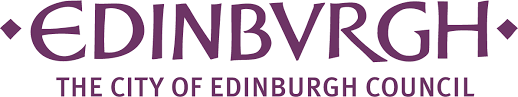 •EDINBVRGH•
THE CITY OF EDINBURGH COUNCIL